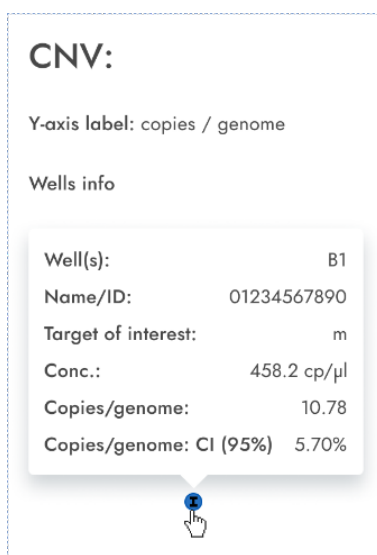 CNV:
Y-axis label: copies / genome
Wells info
Well(s): B1
Name/ID: 01234567890
Target of interest: m
Conc.: 458.2 cp/µl
Copies/genome: 10.78
Copies/genome: CI (95%) 5.70%
I